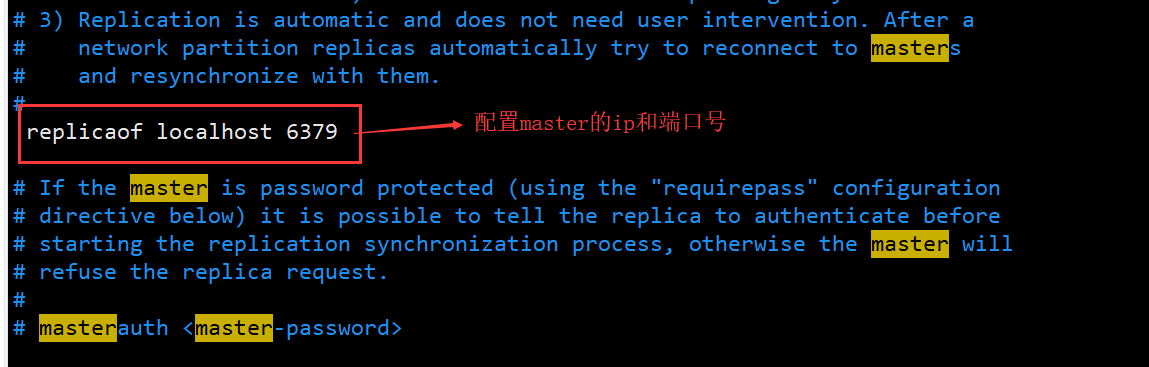 # 3) Replication is automatic and does not need user intervention. After a
#    network partition replicas automatically try to reconnect to masters
#    and resynchronize with them.
#
replicaof localhost 6379
配置master的ip和端口号
# If the master is password protected (using the "requirepass" configuration
# directive below) it is possible to tell the replica to authenticate before
# starting the replication synchronization process, otherwise the master will
# refuse the replica request.
#
# masterauth <master-password>